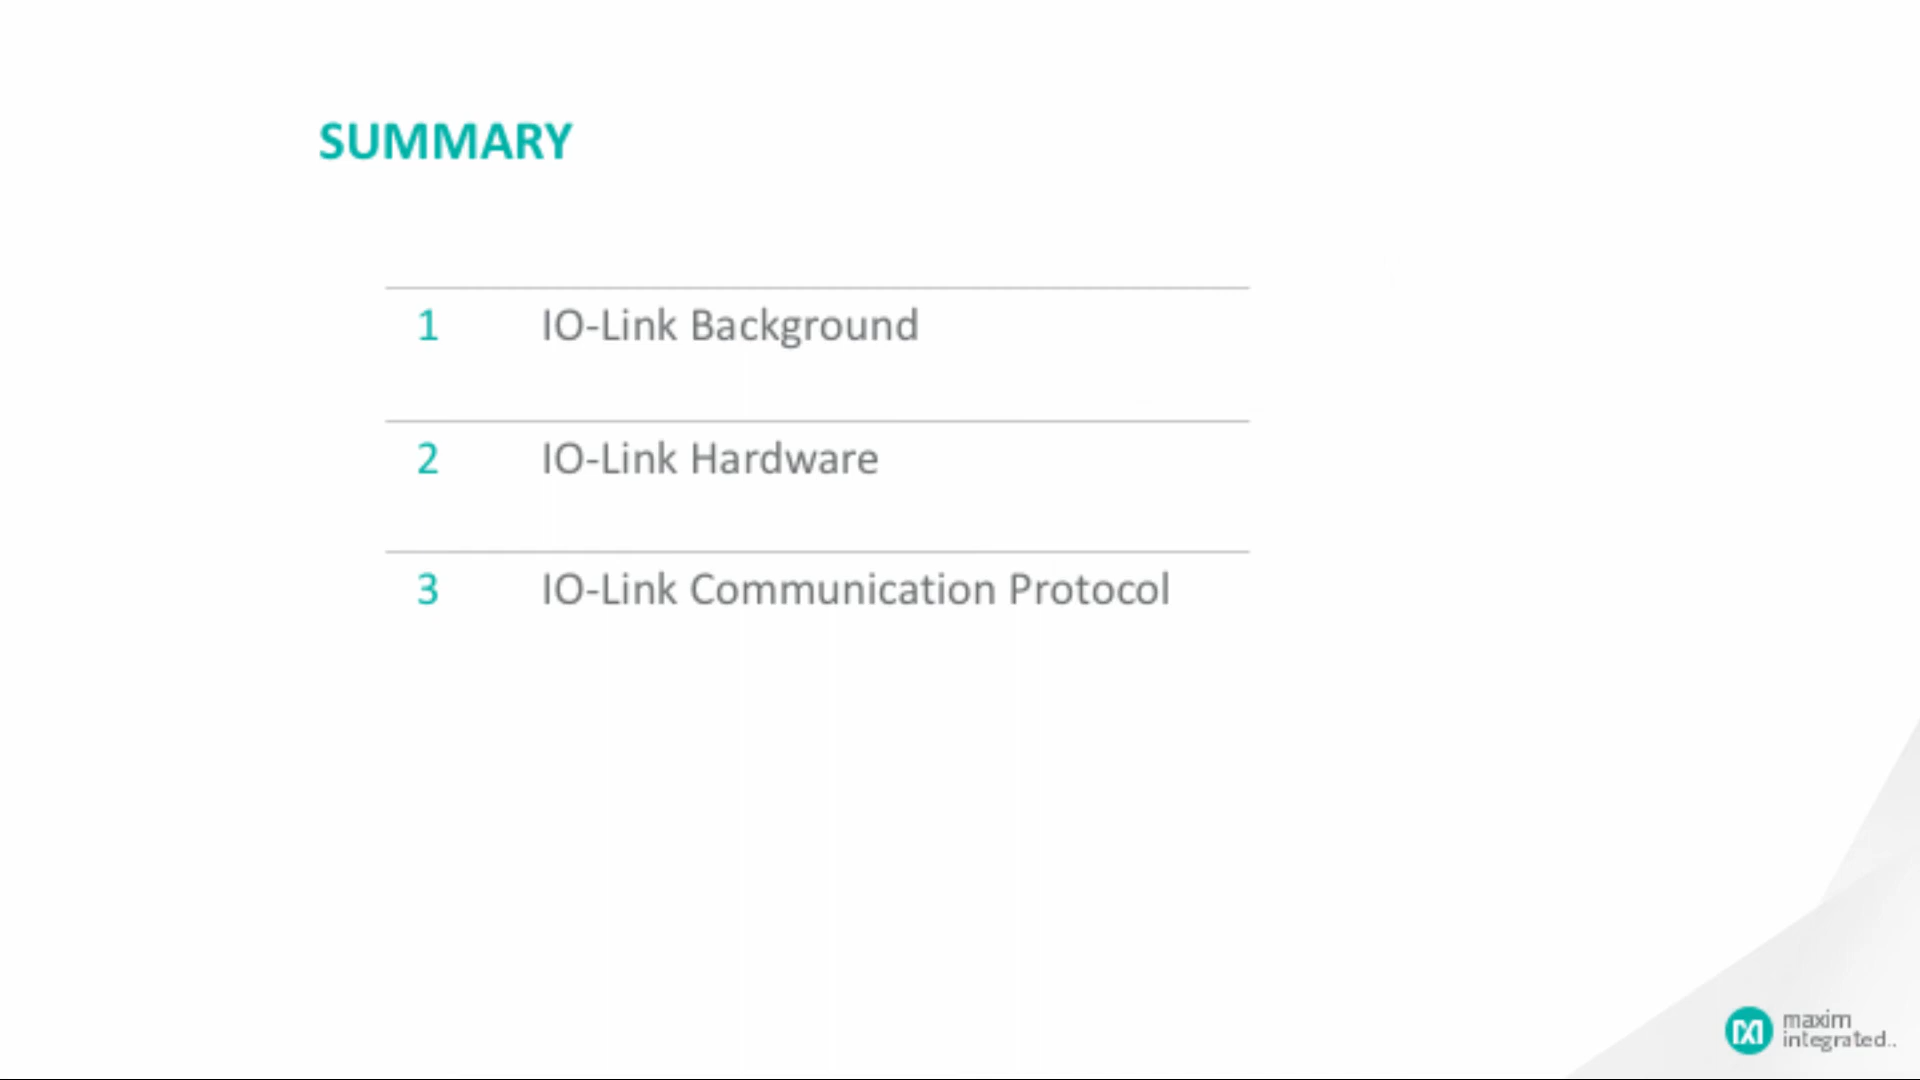 SUMMARY
1 IO-Link Background
2 IO-Link Hardware
3 IO-Link Communication Protocol
maxim
integrated..